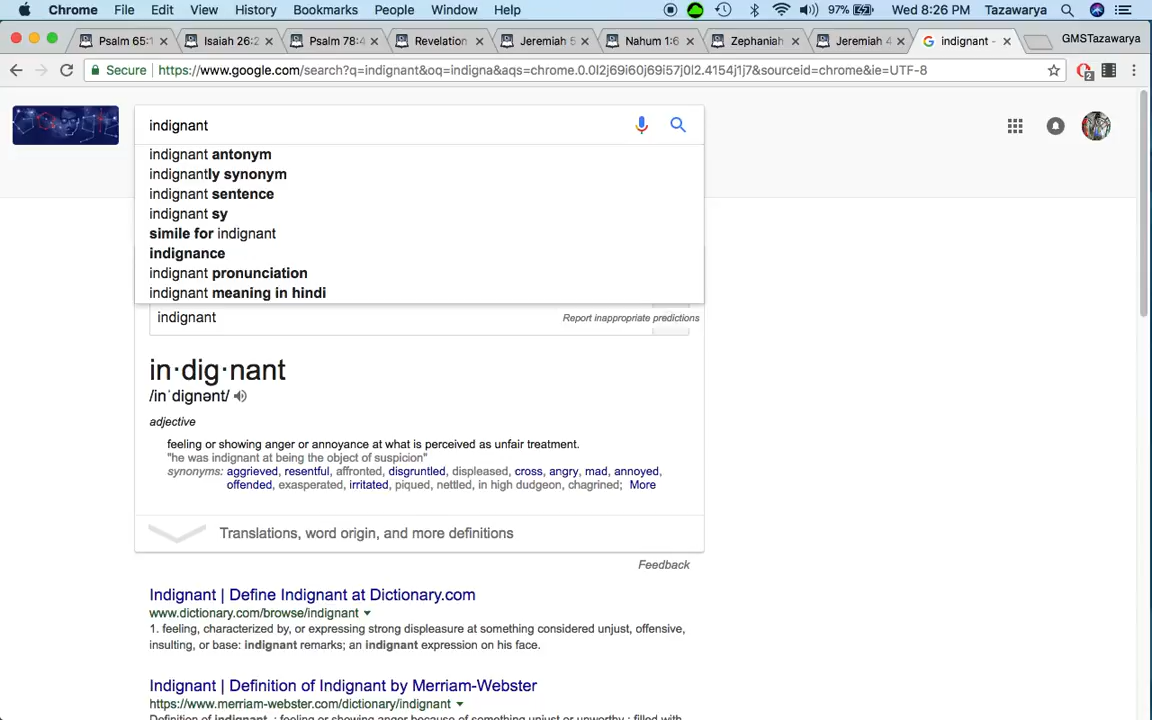 Chrome File Edit View History Bookmarks People Window Help 97% Wed 8:26 PM Tazawarya
Psalm 65:1 Isaiah 26:2 Psalm 78:4 Revelation Jeremiah 5 Nahum 1:6 Zephaniah Jeremiah 4 indignant - GMSTazawarya
Secure https://www.google.com/search?q=indignant&oq=indigna&aqs=chrome.0.0l2j69i60j69i57j0l2.4154j1j7&sourceid=chrome&ie=UTF-8 2
indignant
indignant antonym
indignantly synonym
indignant sentence
indignant sy
simile for indignant
indignance
indignant pronunciation
indignant meaning in hindi
indignant Report inappropriate predictions
in·dig·nant
/inˈdignənt/
adjective
feeling or showing anger or annoyance at what is perceived as unfair treatment.
"he was indignant at being the object of suspicion"
synonyms: aggrieved, resentful, affronted, disgruntled, displeased, cross, angry, mad, annoyed,
offended, exasperated, irritated, piqued, nettled, in high dudgeon, chagrined; More
Translations, word origin, and more definitions
Feedback
Indignant | Define Indignant at Dictionary.com
www.dictionary.com/browse/indignant
1. feeling, characterized by, or expressing strong displeasure at something considered unjust, offensive,
insulting, or base: indignant remarks; an indignant expression on his face.
Indignant | Definition of Indignant by Merriam-Webster
https://www.merriam-webster.com/dictionary/indignant
Definition of indignant : feeling or showing anger because of something unjust or unworthy : filled with